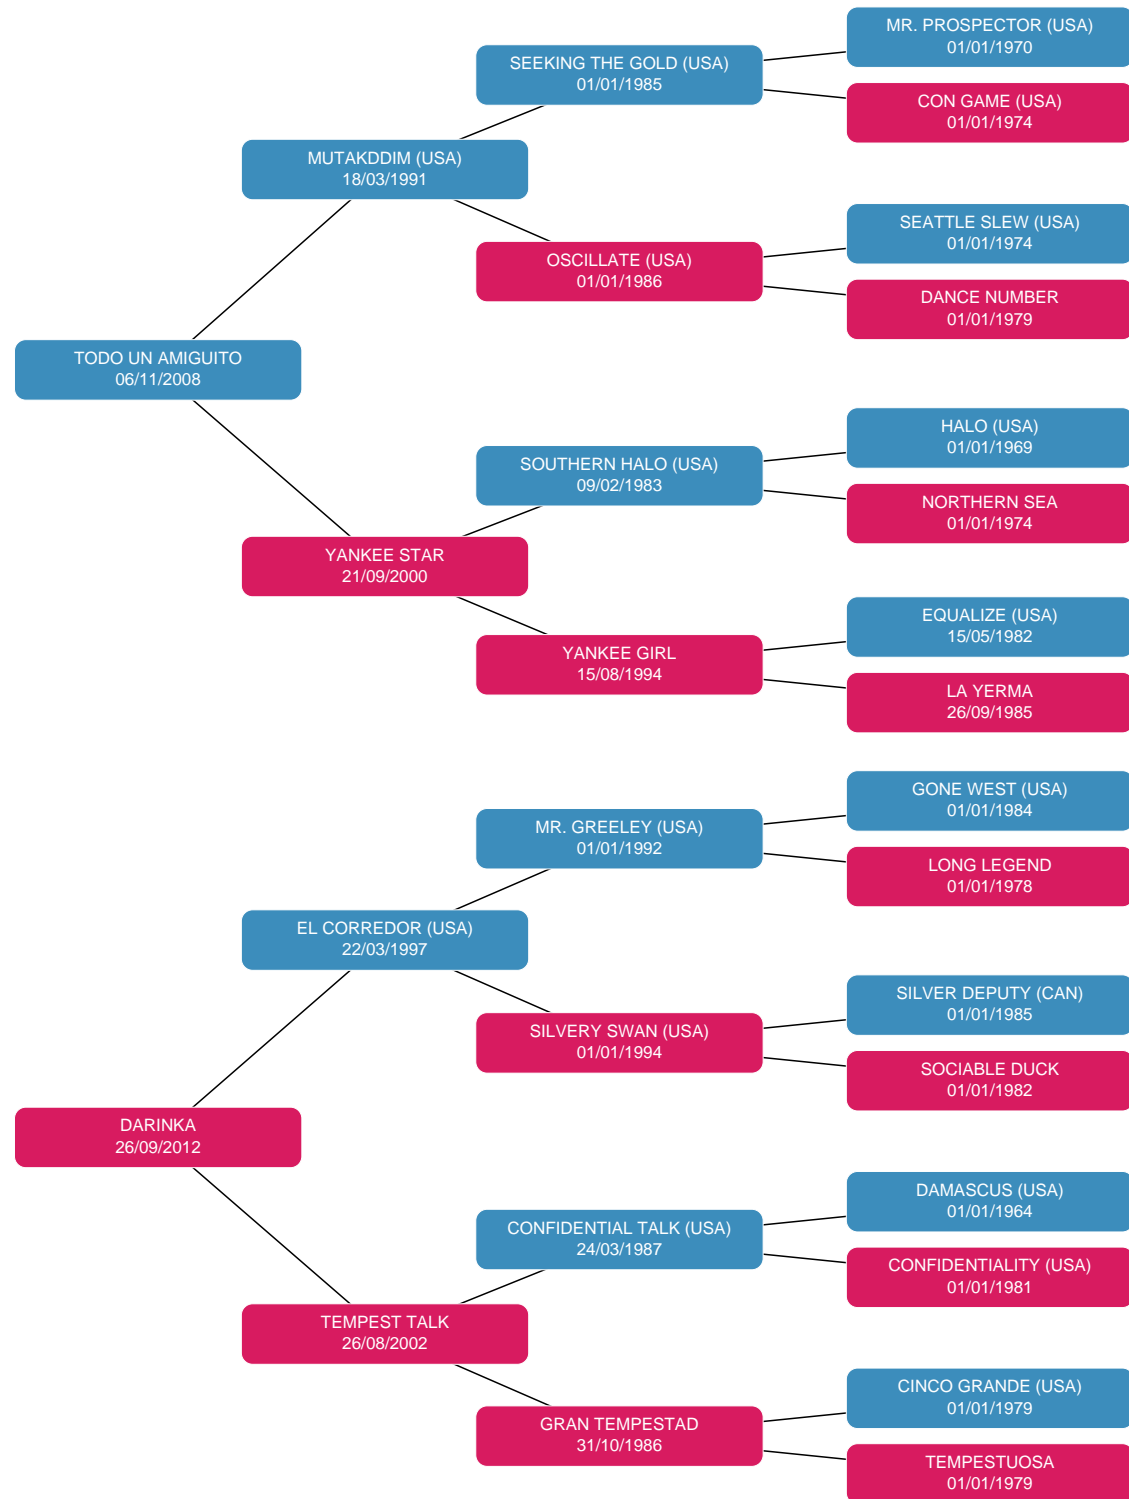 MR. PROSPECTOR (USA)
01/01/1970
SEEKING THE GOLD (USA)
01/01/1985
CON GAME (USA)
01/01/1974
MUTAKDDIM (USA)
18/03/1991
SEATTLE SLEW (USA)
01/01/1974
OSCILLATE (USA)
01/01/1986
DANCE NUMBER
01/01/1979
TODO UN AMIGUITO
06/11/2008
HALO (USA)
01/01/1969
SOUTHERN HALO (USA)
09/02/1983
NORTHERN SEA
01/01/1974
YANKEE STAR
21/09/2000
EQUALIZE (USA)
15/05/1982
YANKEE GIRL
15/08/1994
LA YERMA
26/09/1985
GONE WEST (USA)
01/01/1984
MR. GREELEY (USA)
01/01/1992
LONG LEGEND
01/01/1978
EL CORREDOR (USA)
22/03/1997
SILVER DEPUTY (CAN)
01/01/1985
SILVERY SWAN (USA)
01/01/1994
SOCIABLE DUCK
01/01/1982
DARINKA
26/09/2012
DAMASCUS (USA)
01/01/1964
CONFIDENTIAL TALK (USA)
24/03/1987
CONFIDENTIALITY (USA)
01/01/1981
TEMPEST TALK
26/08/2002
CINCO GRANDE (USA)
01/01/1979
GRAN TEMPESTAD
31/10/1986
TEMPESTUOSA
01/01/1979